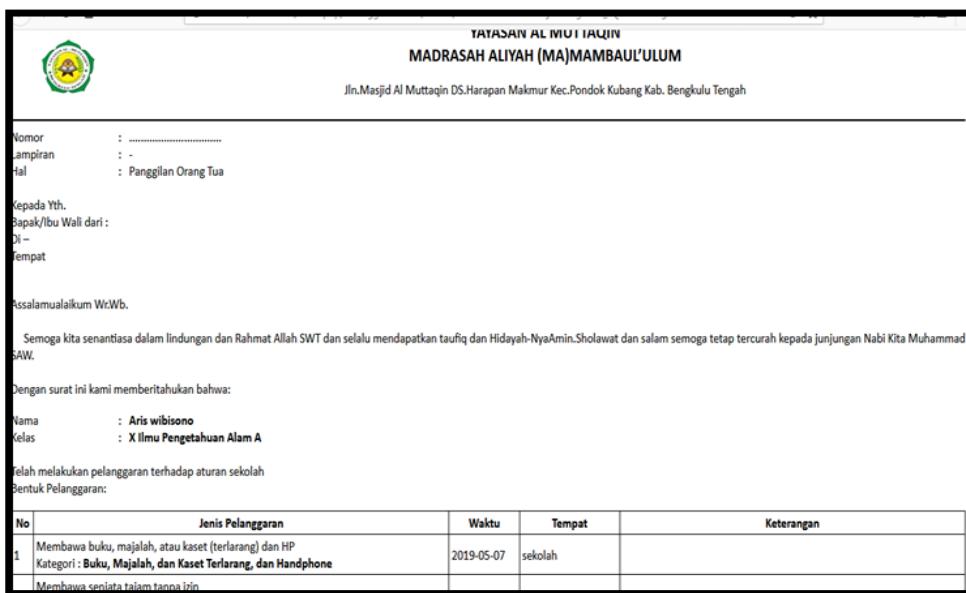 YAYASAN AL MUTTAQIN
MADRASAH ALIYAH (MA)MAMBAUL'ULUM
Jln.Masjid Al Muttaqin DS.Harapan Makmur Kec.Pondok Kubang Kab. Bengkulu Tengah
Nomor : ................................
Lampiran : -
Hal : Panggilan Orang Tua
Kepada Yth.
Bapak/Ibu Wali dari :
Di –
Tempat
Assalamualaikum Wr.Wb.
Semoga kita senantiasa dalam lindungan dan Rahmat Allah SWT dan selalu mendapatkan taufiq dan Hidayah-NyaAmin.Sholawat dan salam semoga tetap tercurah kepada junjungan Nabi Kita Muhammad
SAW.
Dengan surat ini kami memberitahukan bahwa:
Nama : Aris wibisono
Kelas : X Ilmu Pengetahuan Alam A
Telah melakukan pelanggaran terhadap aturan sekolah
Bentuk Pelanggaran:
No Jenis Pelanggaran Waktu Tempat Keterangan
1 Membawa buku, majalah, atau kaset (terlarang) dan HP 2019-05-07 sekolah
Kategori : Buku, Majalah, dan Kaset Terlarang, dan Handphone
Membawa senjata tajam tanpa izin